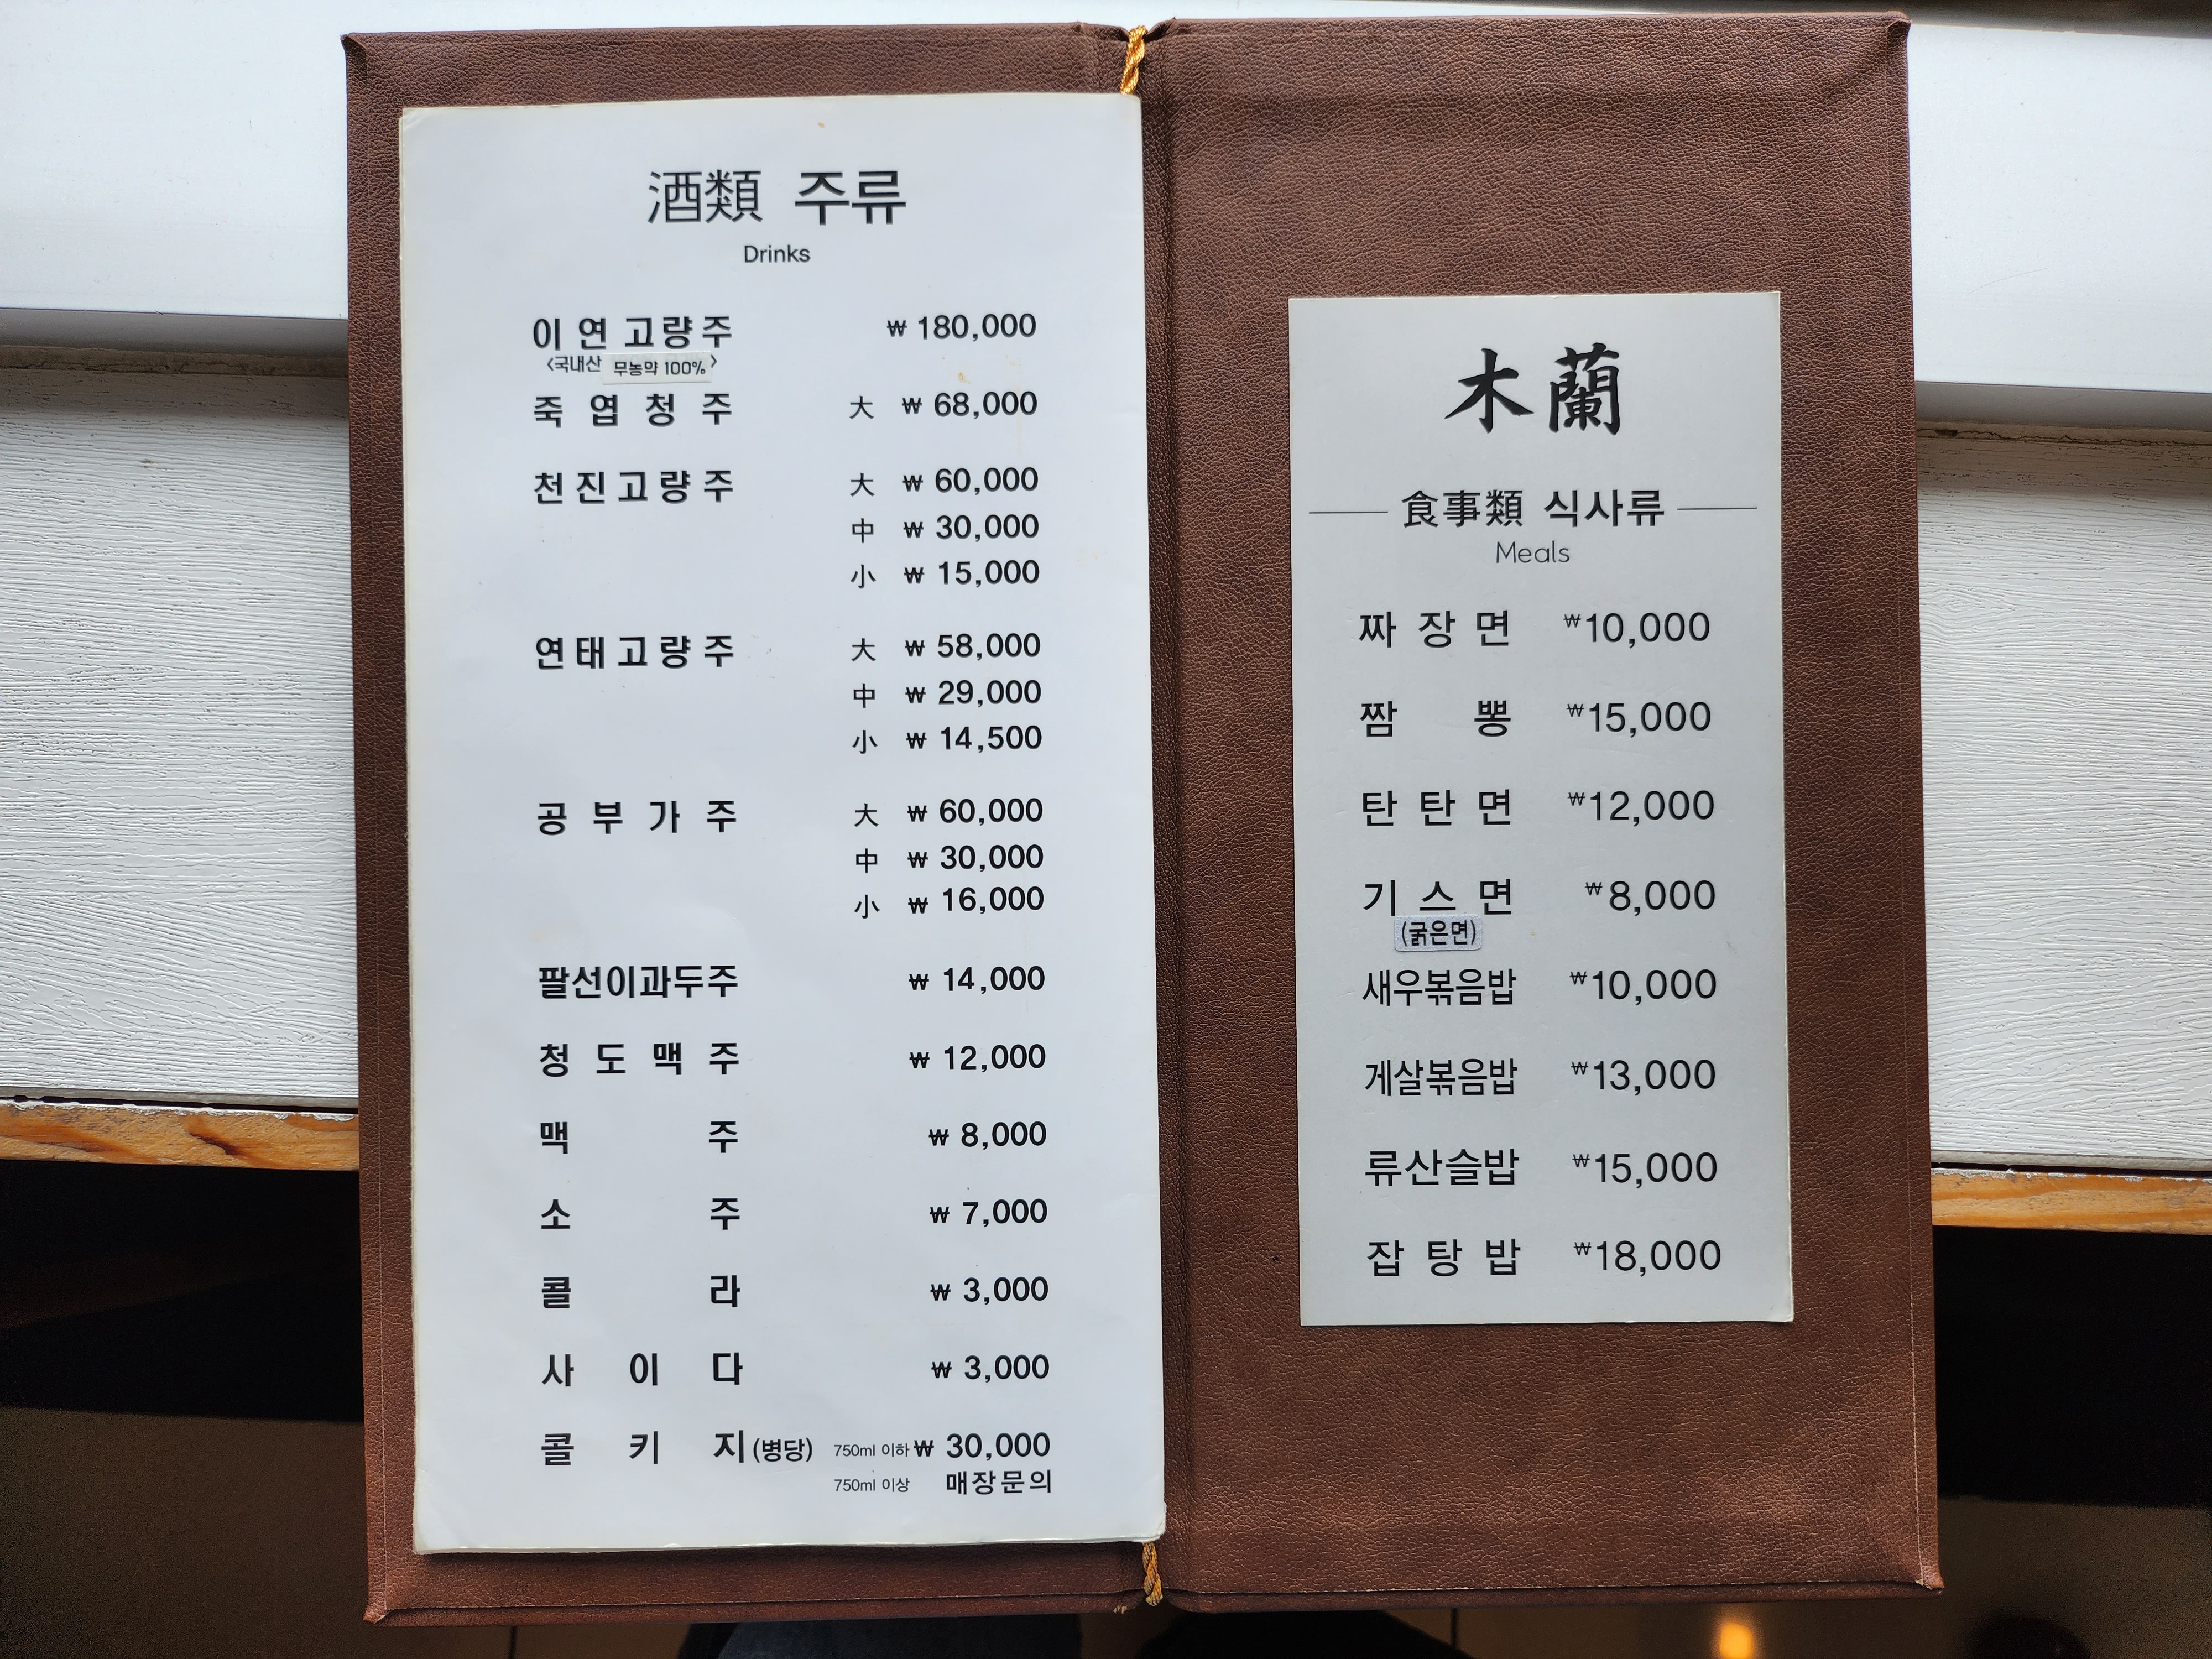 酒類 주류
Drinks
이연고량주 ₩ 180,000
<국내산 무농약 100%>
죽엽청주 大 ₩ 68,000
천진고량주 大 ₩ 60,000
中 ₩ 30,000
小 ₩ 15,000
연태고량주 大 ₩ 58,000
中 ₩ 29,000
小 ₩ 14,500
공부가주 大 ₩ 60,000
中 ₩ 30,000
小 ₩ 16,000
팔선이과두주 ₩ 14,000
청도맥주 ₩ 12,000
맥주 ₩ 8,000
소주 ₩ 7,000
콜라 ₩ 3,000
사이다 ₩ 3,000
콜키지(병당) 750ml 이하 ₩ 30,000
750ml 이상 매장문의
木蘭
食事類 식사류
Meals
짜장면 ₩10,000
짬뽕 ₩15,000
탄탄면 ₩12,000
기스면 ₩8,000
(굵은면)
새우볶음밥 ₩10,000
게살볶음밥 ₩13,000
류산슬밥 ₩15,000
잡탕밥 ₩18,000